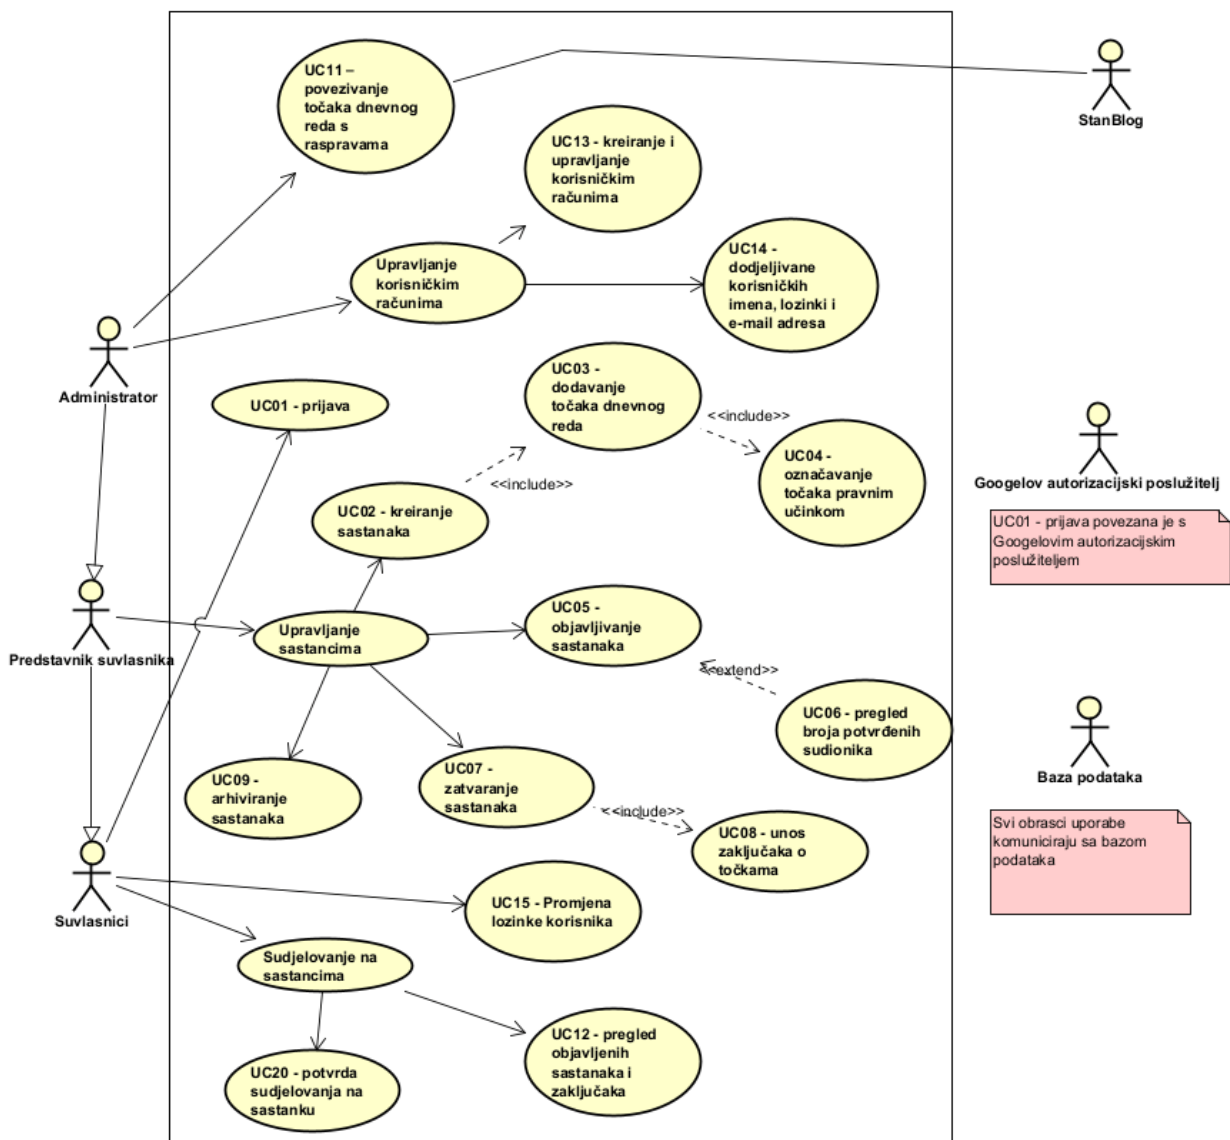 UC11 –
povezivanje
točaka dnevnog
reda s
raspravama
StanBlog
UC13 - kreiranje i
upravljanje
korisničkim
računima
Upravljanje
korisničkim
računima
UC14 -
dodjeljivane
korisničkih
imena, lozinki i
e-mail adresa
Administrator
UC01 - prijava
UC03 -
dodavanje
točaka dnevnog
reda
<<include>>
UC04 -
označavanje
točaka pravnim
učinkom
Googelov autorizacijski poslužitelj
UC01 - prijava povezana je s
Googelovim autorizacijskim
poslužiteljem
<<include>>
UC02 - kreiranje
sastanaka
UC05 -
objavljivanje
sastanaka
Upravljanje
sastancima
Predstavnik suvlasnika
<<extend>>
UC06 - pregled
broja potvrđenih
sudionika
Baza podataka
UC09 -
arhiviranje
sastanaka
UC07 -
zatvaranje
sastanaka
<<include>>
UC08 - unos
zaključaka o
točkama
Svi obrasci uporabe
komuniciraju sa bazom
podataka
Suvlasnici
UC15 - Promjena
lozinke korisnika
Sudjelovanje na
sastancima
UC20 - potvrda
sudjelovanja na
sastanku
UC12 - pregled
objavljenih
sastanaka i
zaključaka